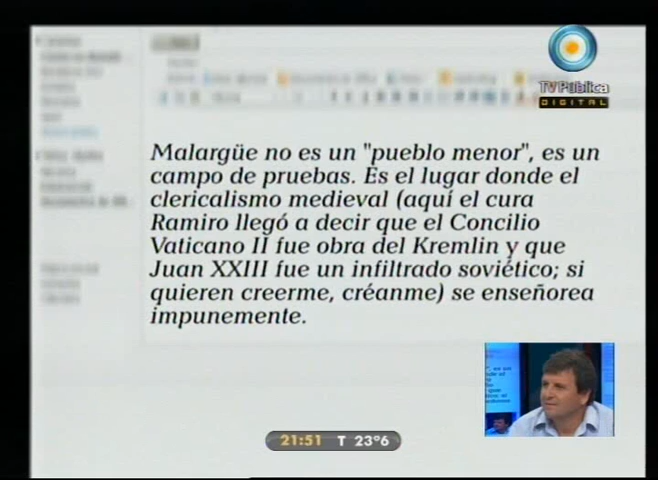 TV Pública
DIGITAL
Malargüe no es un "pueblo menor", es un
campo de pruebas. Es el lugar donde el
clericalismo medieval (aquí el cura
Ramiro llegó a decir que el Concilio
Vaticano II fue obra del Kremlin y que
Juan XXIII fue un infiltrado soviético; si
quieren creerme, créanme) se enseñorea
impunemente.
21:51 T 23º6